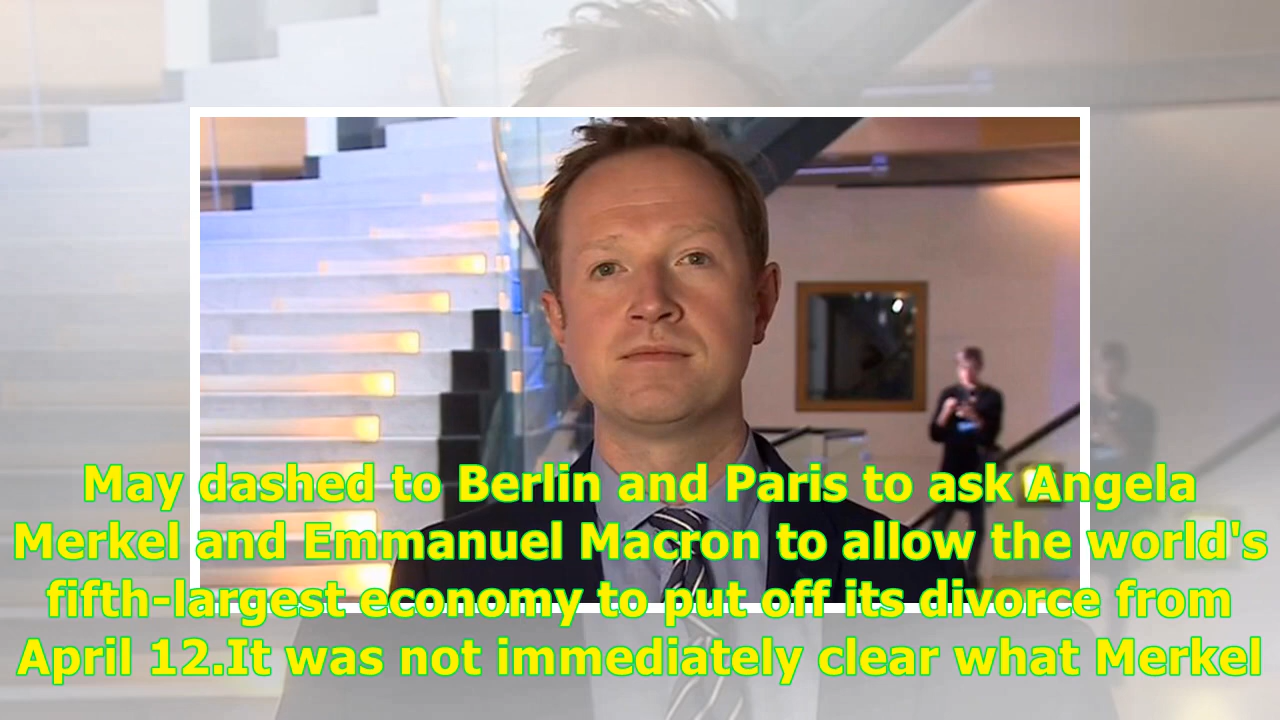 May dashed to Berlin and Paris to ask Angela
Merkel and Emmanuel Macron to allow the world's
fifth-largest economy to put off its divorce from
April 12.It was not immediately clear what Merkel